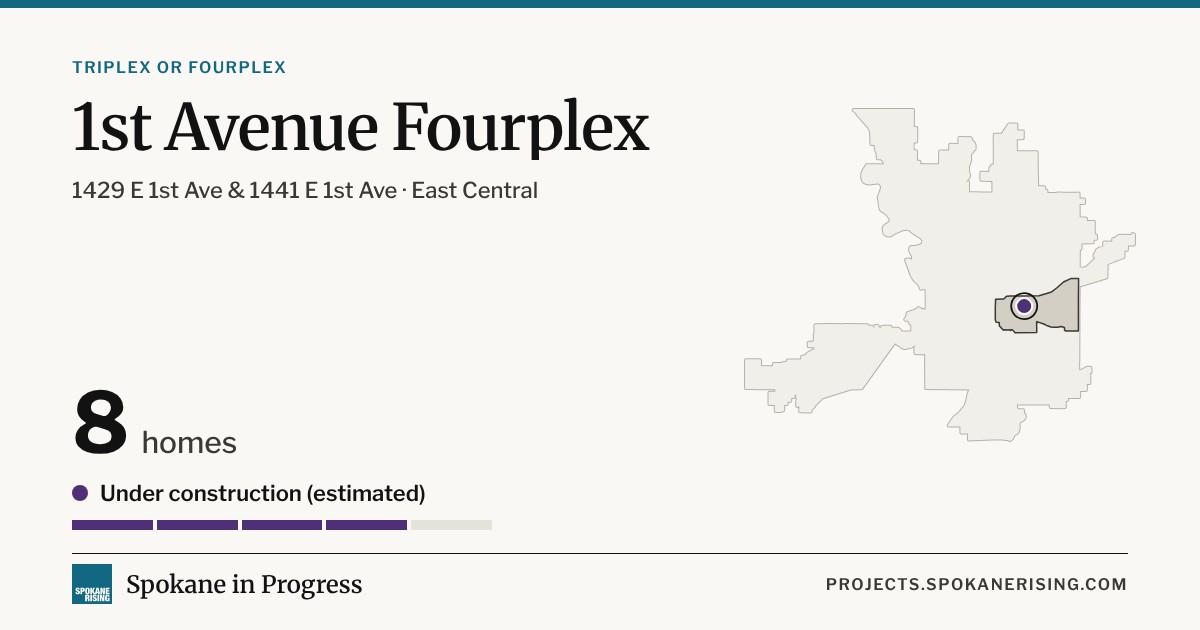 TRIPLEX OR FOURPLEX
1st Avenue Fourplex
1429 E 1st Ave & 1441 E 1st Ave · East Central
8 homes
Under construction (estimated)
SPOKANE
RISING
Spokane in Progress
PROJECTS.SPOKANERISING.COM